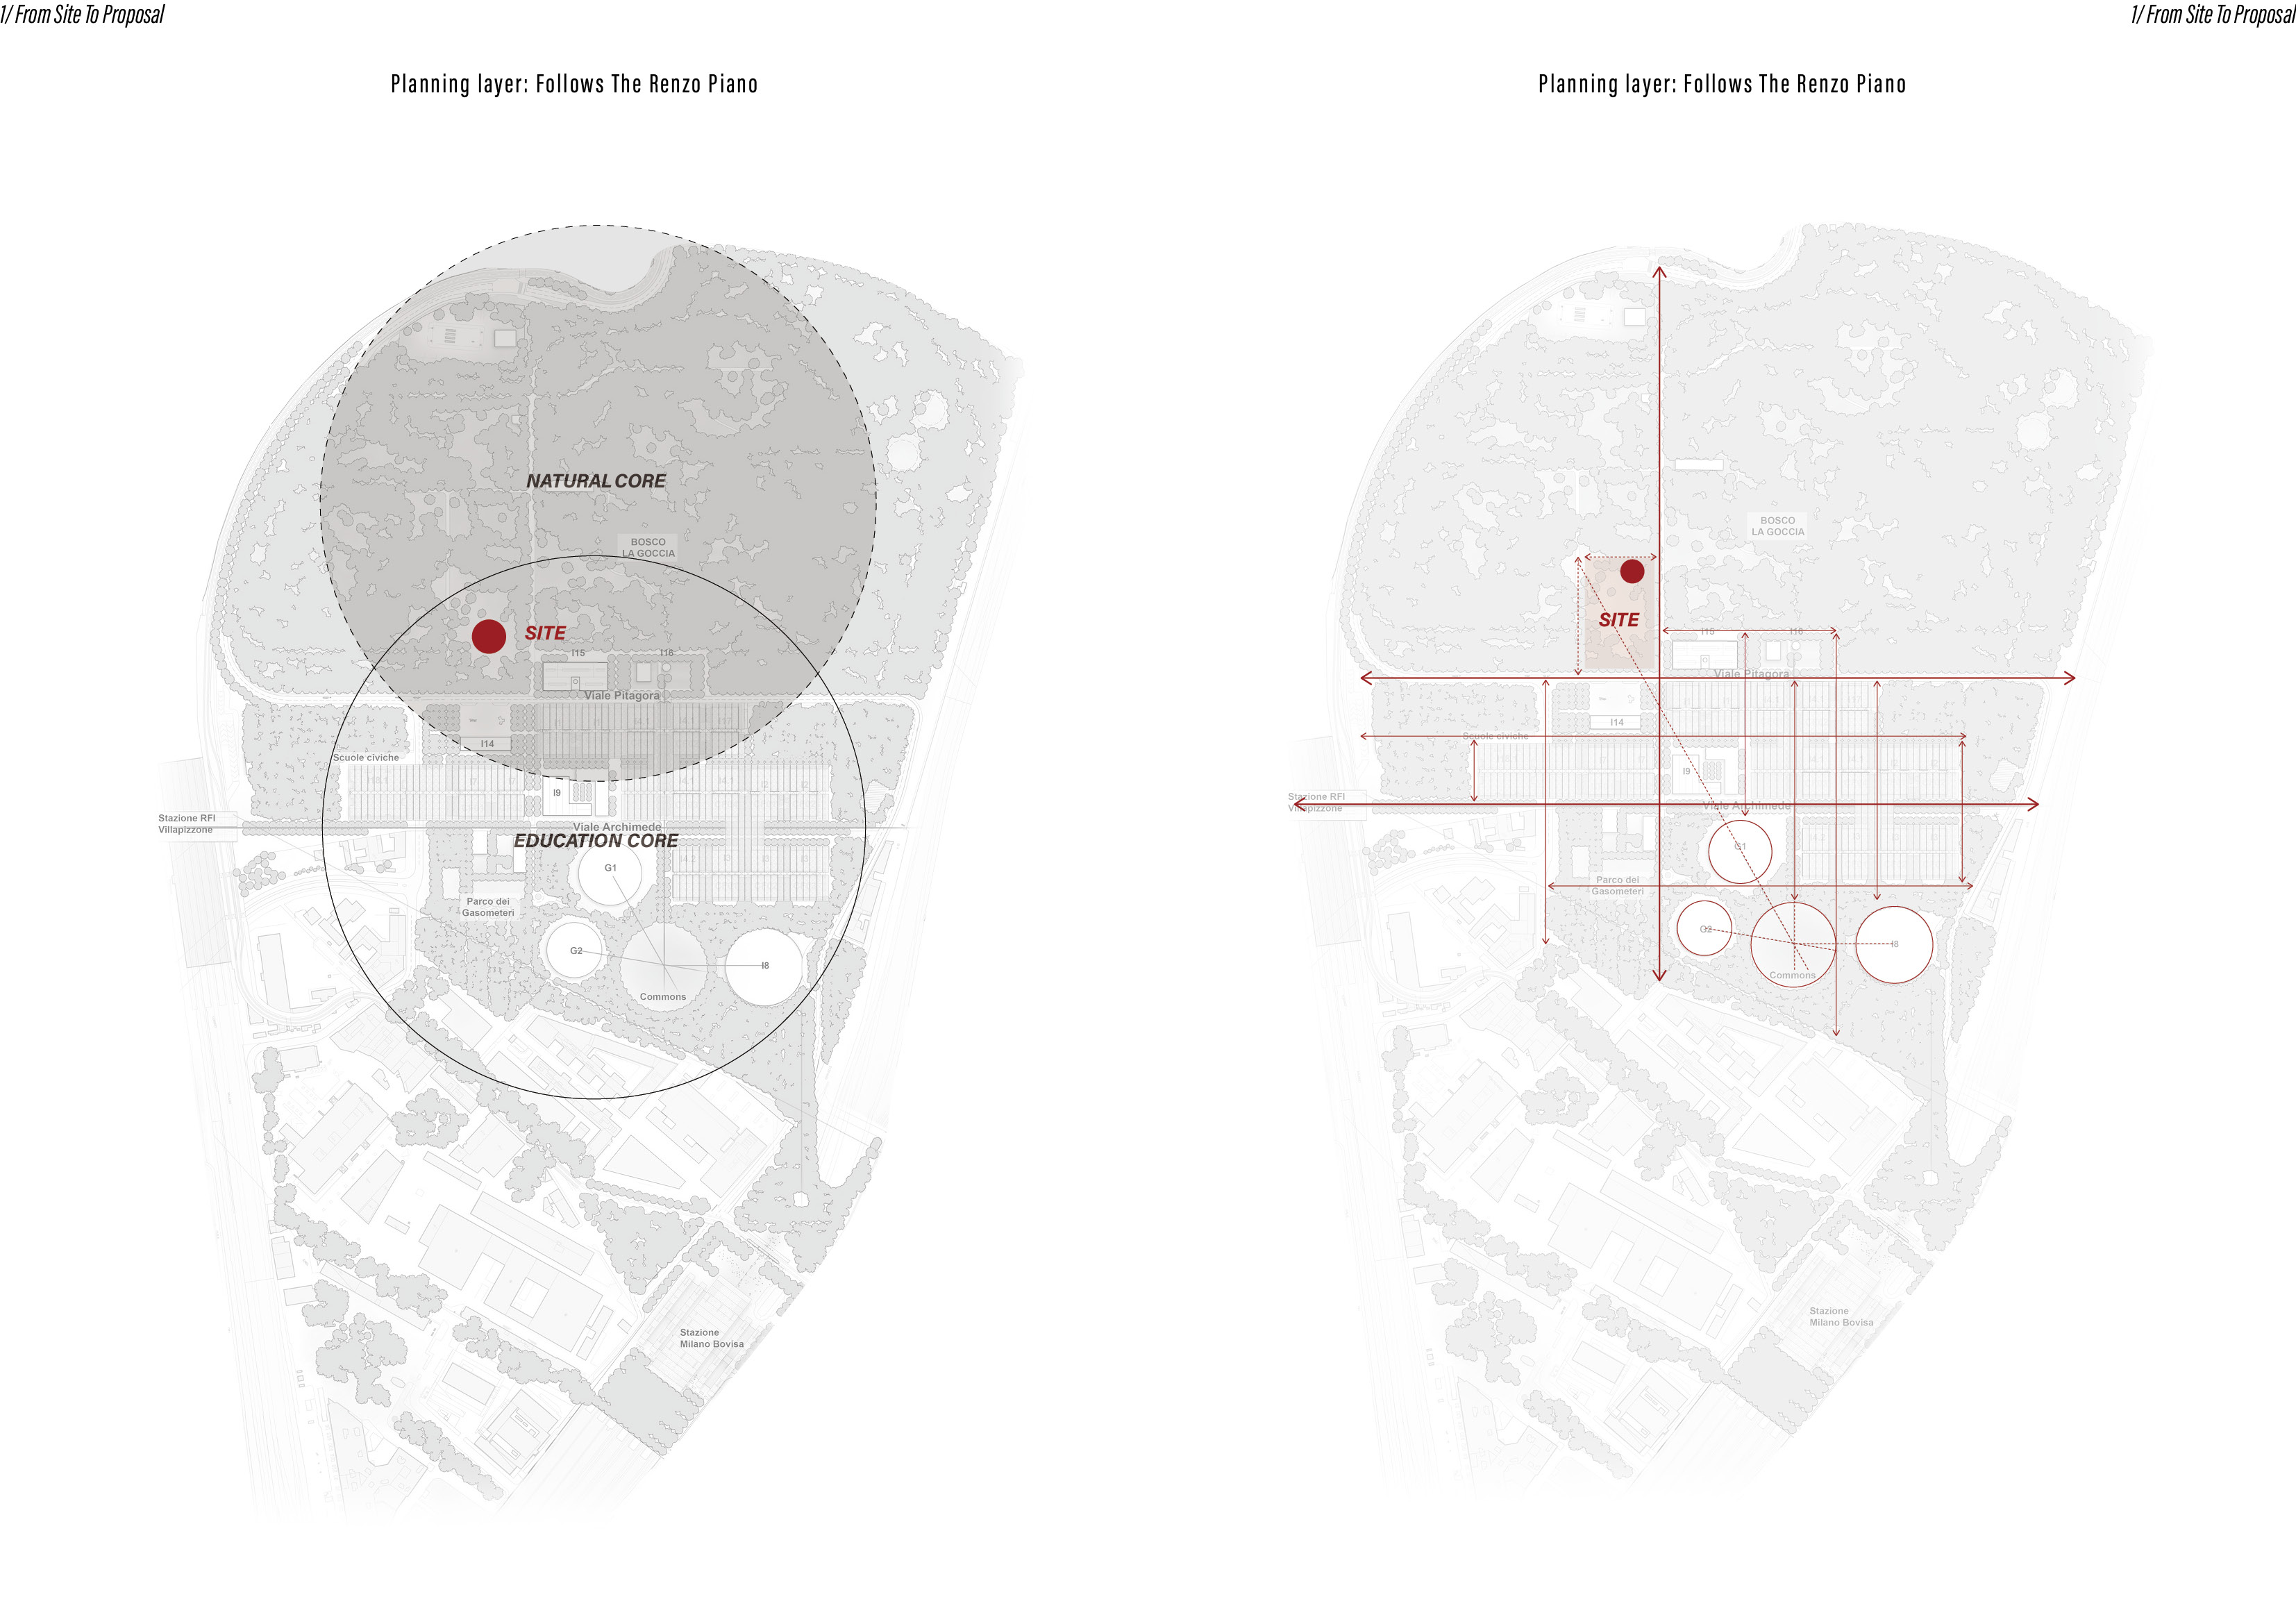 1/ From Site To Proposal
1/ From Site To Proposal
Planning layer: Follows The Renzo Piano
Planning layer: Follows The Renzo Piano
NATURAL CORE
BOSCO
LA GOCCIA
SITE
I15
I16
Viale Pitagora
I14
Scuole civiche
I9
Stazione RFI
Villapizzone
Viale Archimede
EDUCATION CORE
G1
Parco dei
Gasometeri
G2
I8
Commons
Stazione
Milano Bovisa
BOSCO
LA GOCCIA
SITE
I15
I16
Viale Pitagora
I14
Scuole civiche
I9
Stazione RFI
Villapizzone
Viale Archimede
G1
Parco dei
Gasometeri
G2
I8
Commons
Stazione
Milano Bovisa